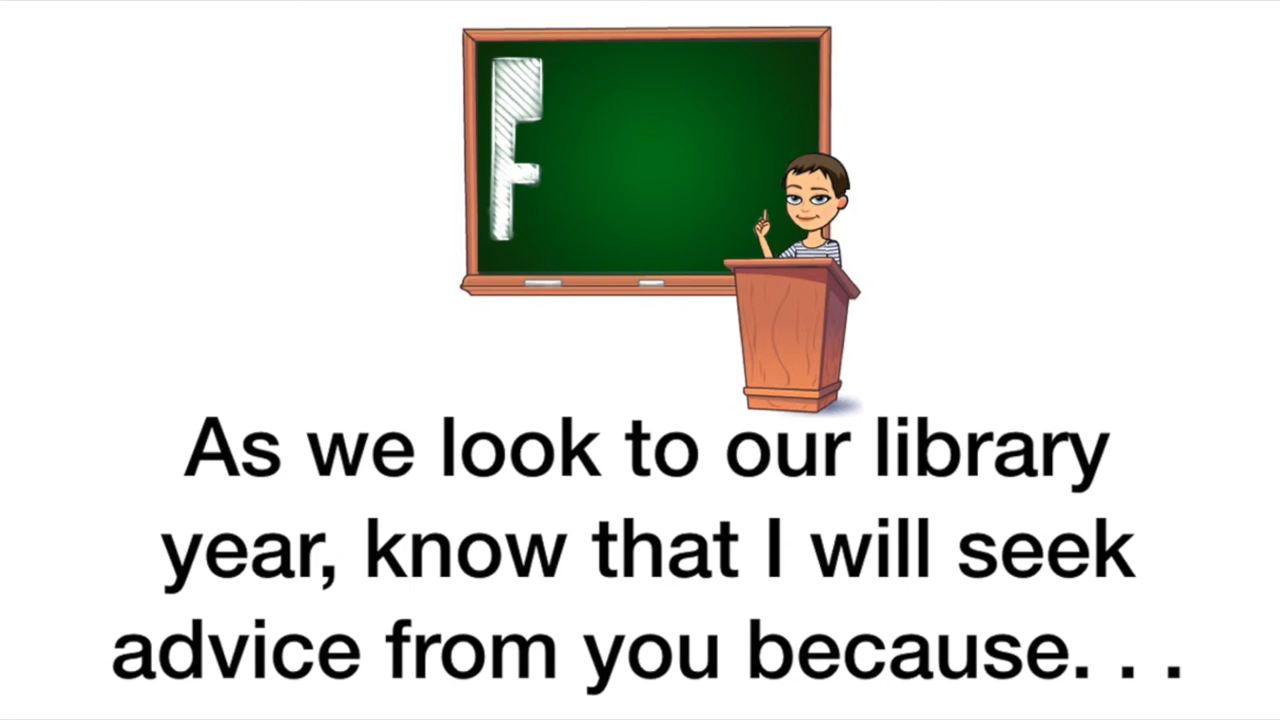 F
As we look to our library
year, know that I will seek
advice from you because. . .